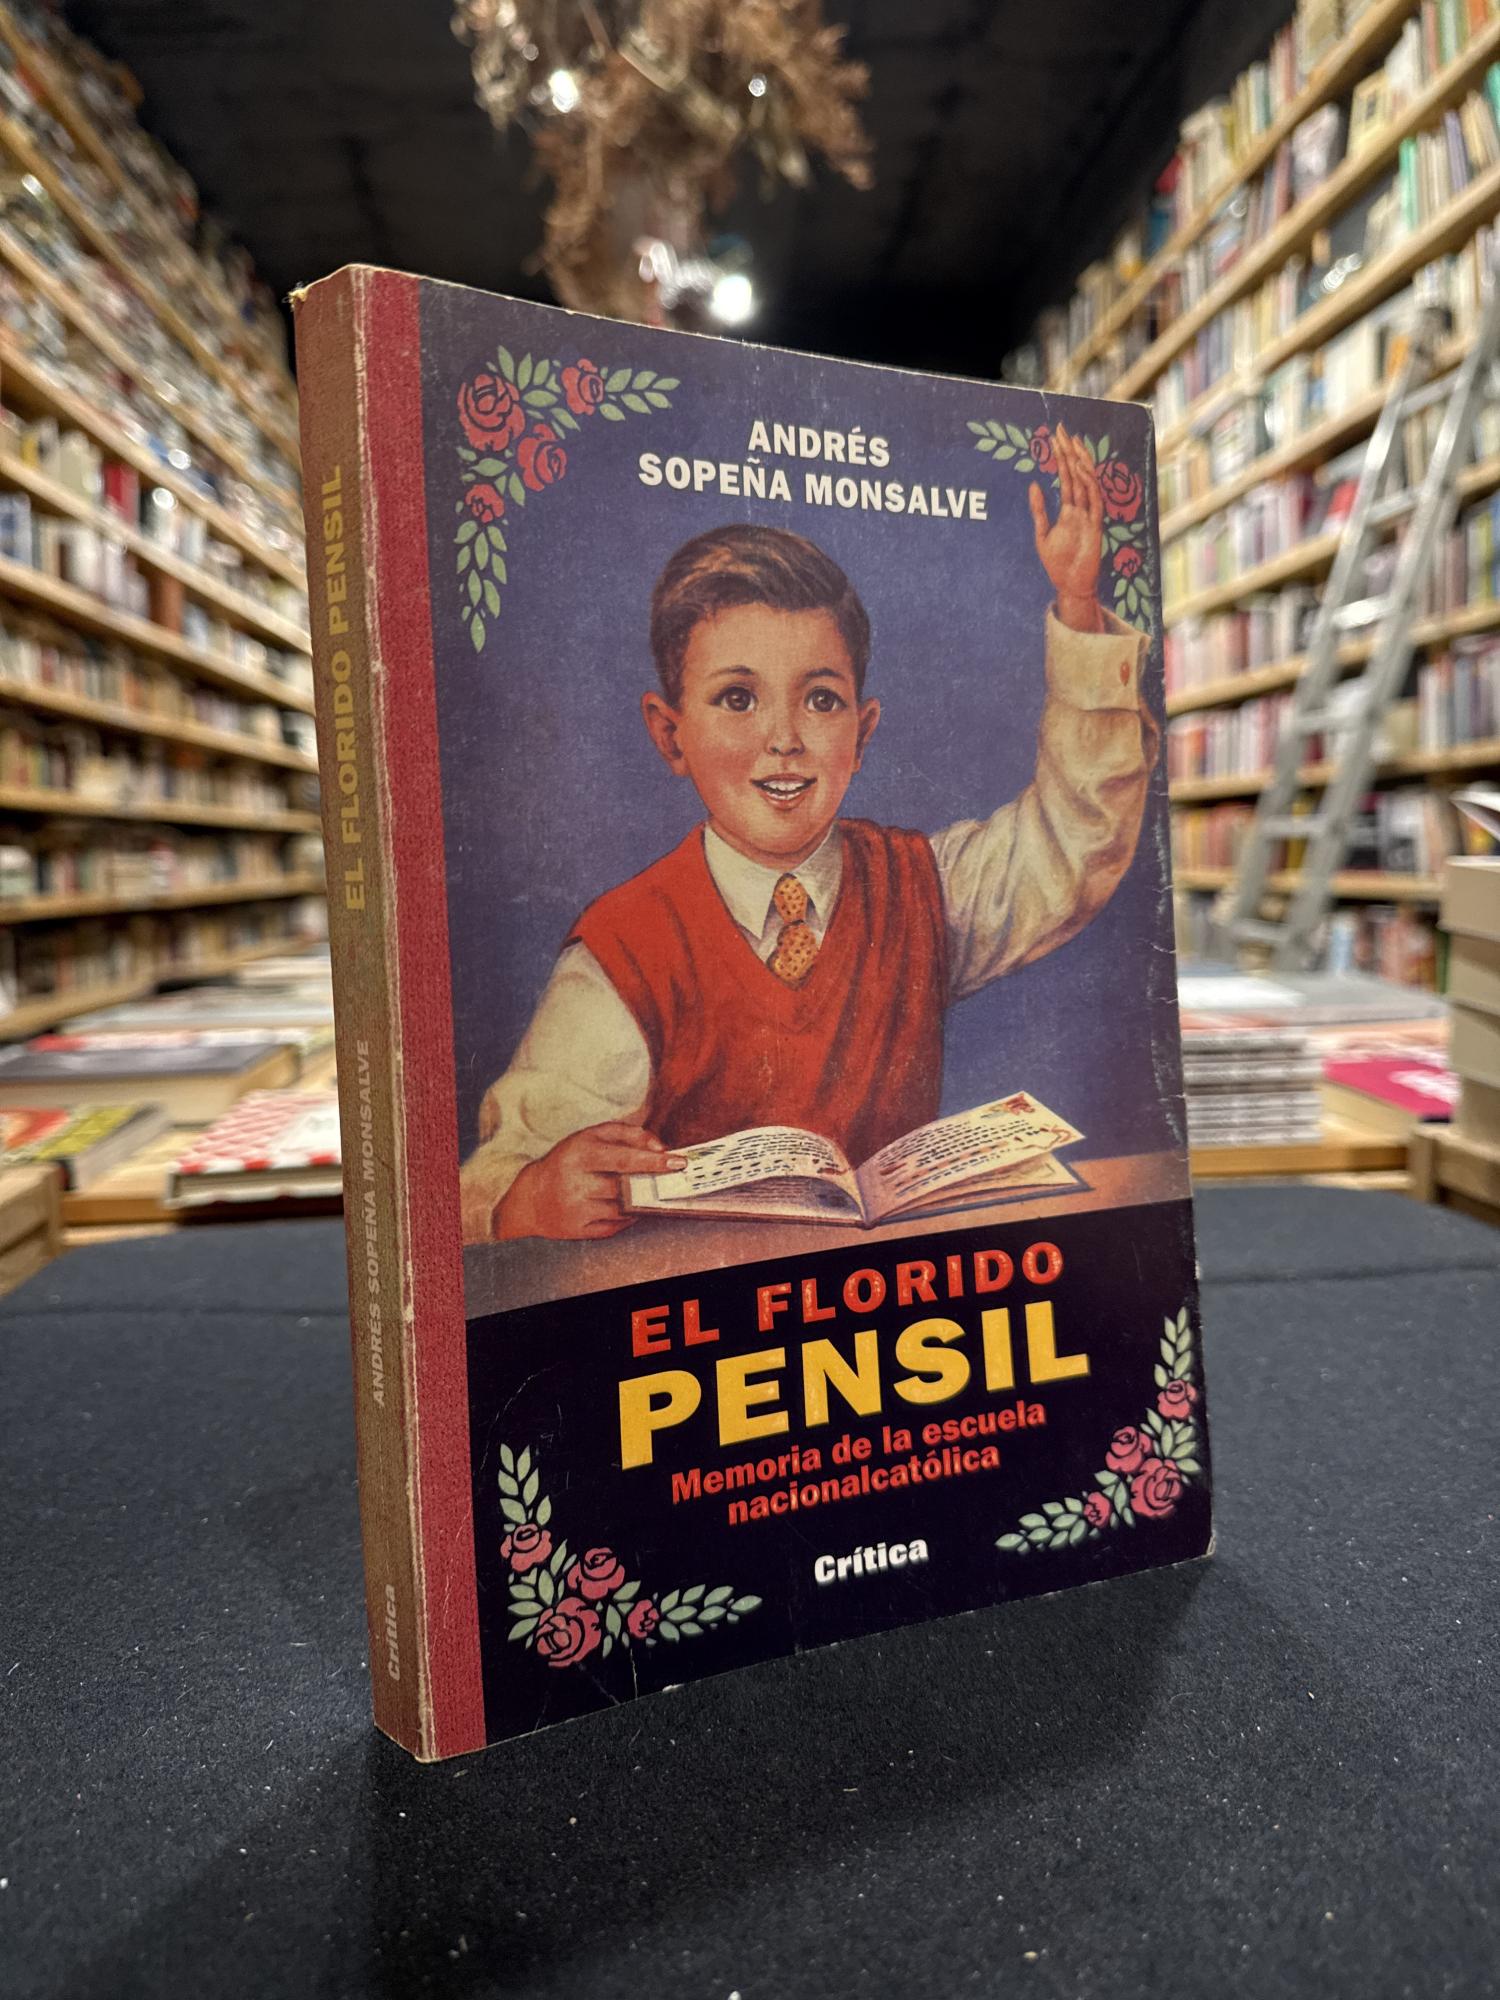 ANDRÉS
SOPEÑA MONSALVE
EL FLORIDO
PENSIL
Memoria de la escuela
nacionalcatólica
Crítica
EL FLORIDO PENSIL
ANDRÉS SOPEÑA MONSALVE
Crítica